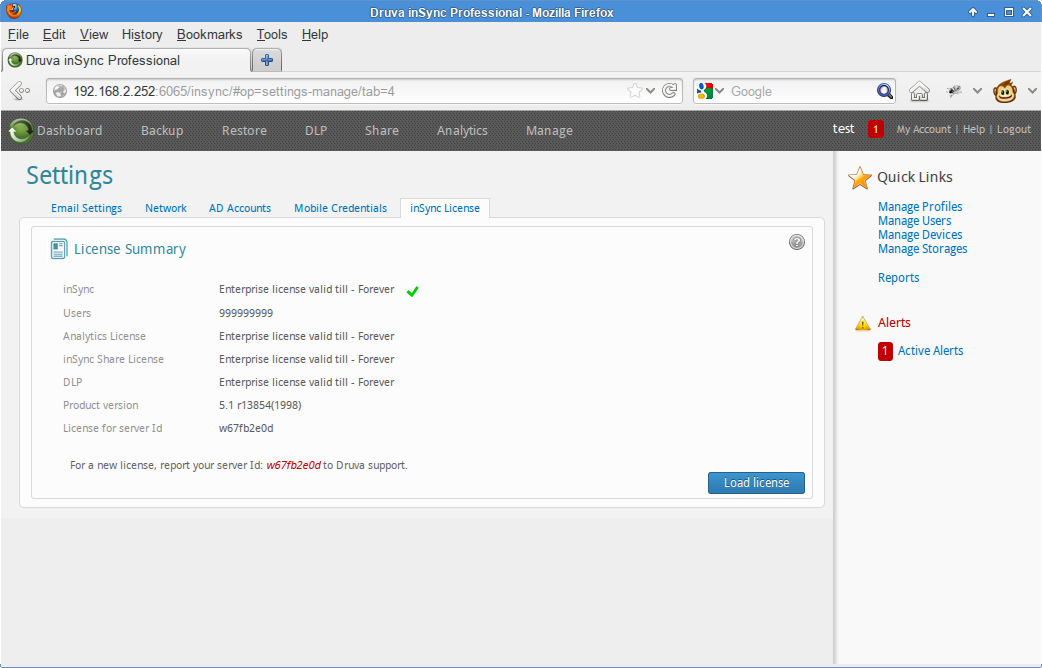 Druva inSync Professional - Mozilla Firefox
File Edit View History Bookmarks Tools Help
Druva inSync Professional
192.168.2.252:6065/insync/#op=settings-manage/tab=4
Google
Dashboard Backup Restore DLP Share Analytics Manage
test 1 My Account | Help | Logout
Settings
Email Settings Network AD Accounts Mobile Credentials inSync License
License Summary
?
inSync Enterprise license valid till - Forever
Users 999999999
Analytics License Enterprise license valid till - Forever
inSync Share License Enterprise license valid till - Forever
DLP Enterprise license valid till - Forever
Product version 5.1 r13854(1998)
License for server Id w67fb2e0d
For a new license, report your server Id: w67fb2e0d to Druva support.
Load license
Quick Links
Manage Profiles
Manage Users
Manage Devices
Manage Storages
Reports
Alerts
1 Active Alerts